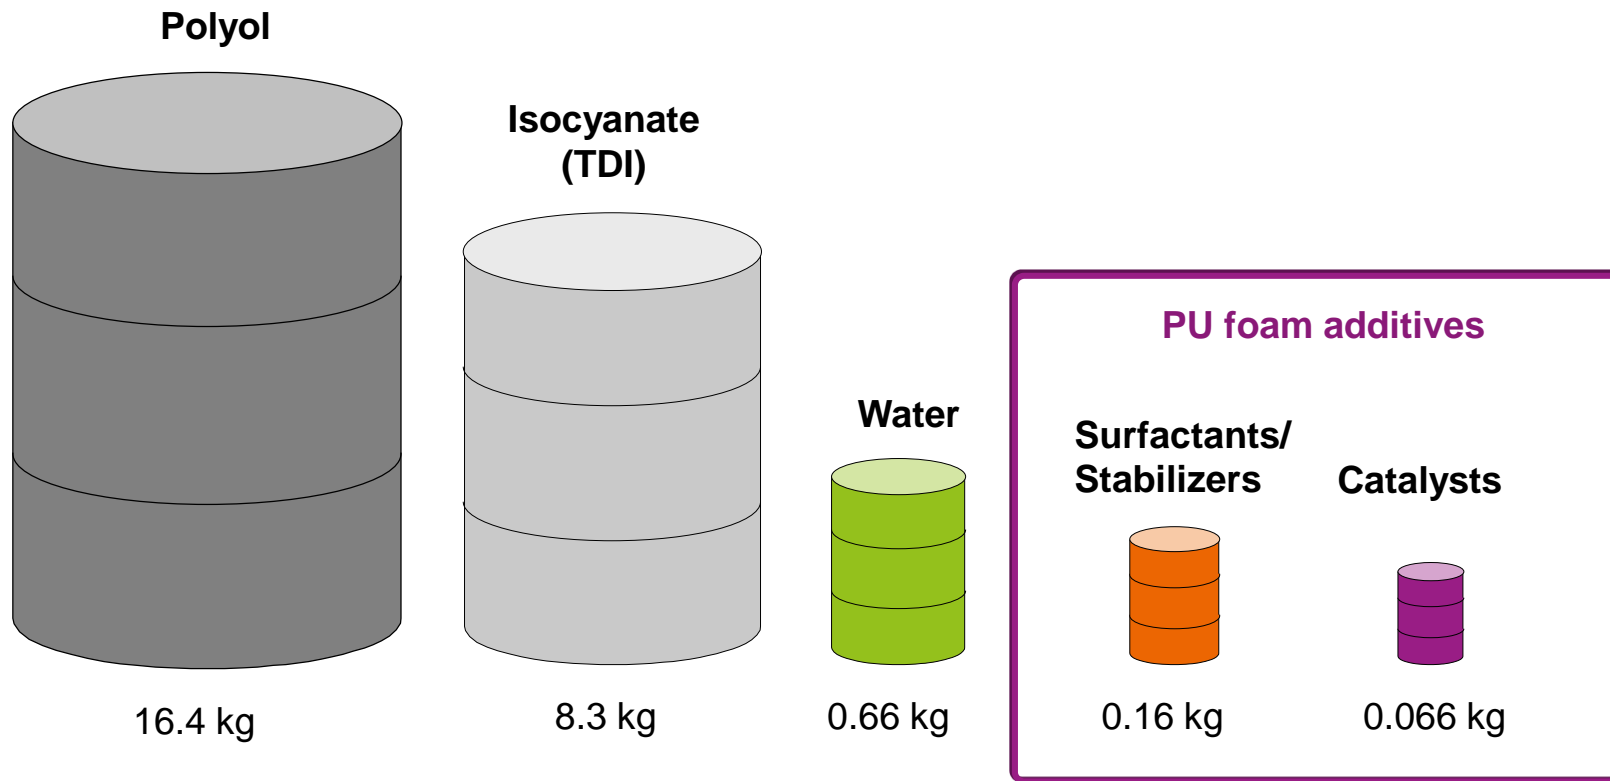 Polyol
Isocyanate
(TDI)
Water
PU foam additives
Surfactants/
Stabilizers
Catalysts
16.4 kg
8.3 kg
0.66 kg
0.16 kg
0.066 kg